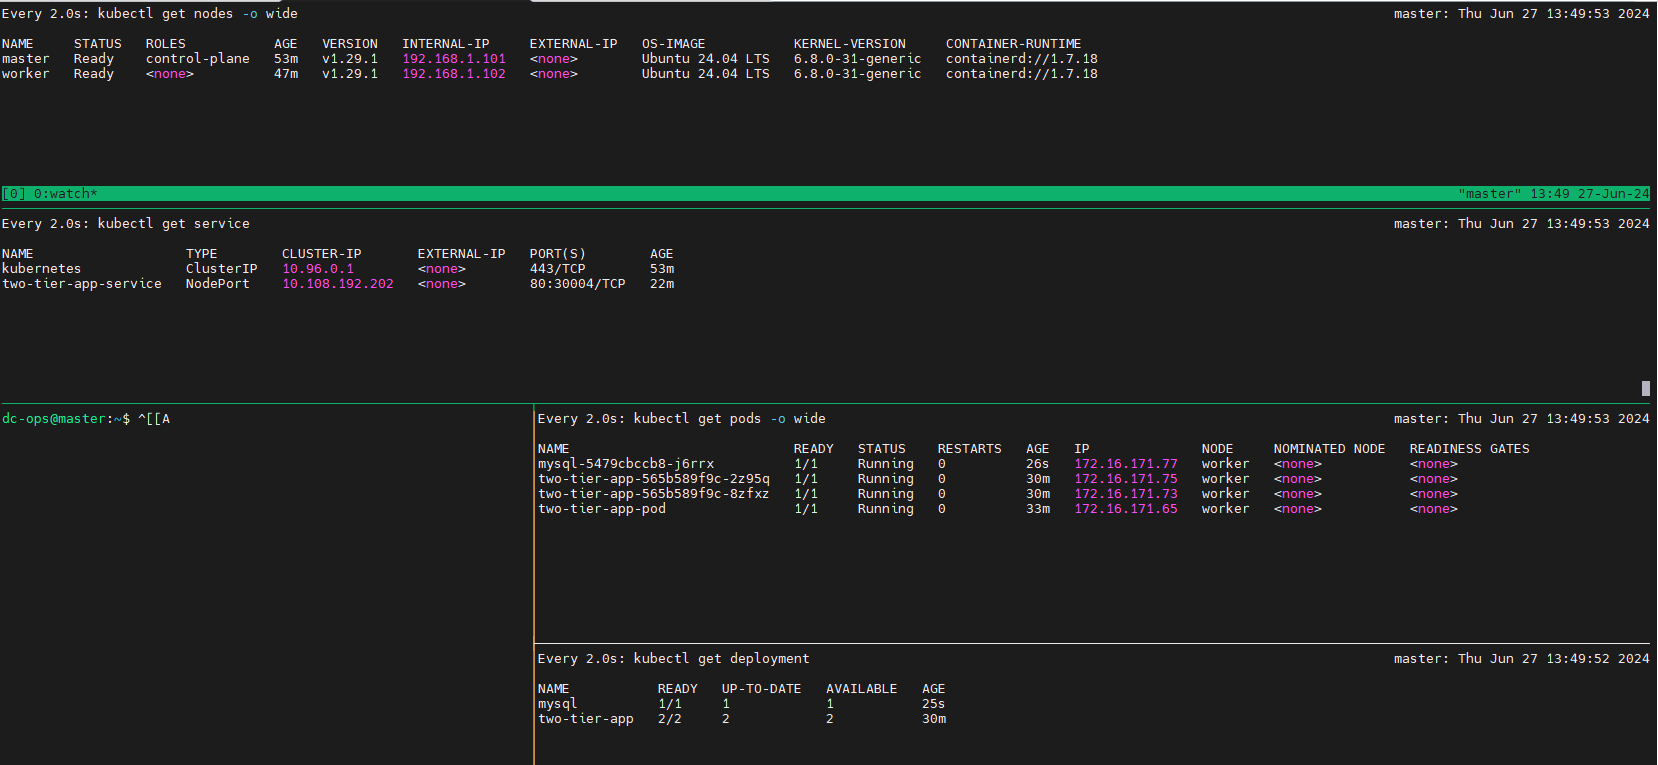 Every 2.0s: kubectl get nodes -o wide master: Thu Jun 27 13:49:53 2024
NAME STATUS ROLES AGE VERSION INTERNAL-IP EXTERNAL-IP OS-IMAGE KERNEL-VERSION CONTAINER-RUNTIME
master Ready control-plane 53m v1.29.1 192.168.1.101 <none> Ubuntu 24.04 LTS 6.8.0-31-generic containerd://1.7.18
worker Ready <none> 47m v1.29.1 192.168.1.102 <none> Ubuntu 24.04 LTS 6.8.0-31-generic containerd://1.7.18
[0] 0:watch* "master" 13:49 27-Jun-24
Every 2.0s: kubectl get service master: Thu Jun 27 13:49:53 2024
NAME TYPE CLUSTER-IP EXTERNAL-IP PORT(S) AGE
kubernetes ClusterIP 10.96.0.1 <none> 443/TCP 53m
two-tier-app-service NodePort 10.108.192.202 <none> 80:30004/TCP 22m
dc-ops@master:~$ ^[[A
Every 2.0s: kubectl get pods -o wide master: Thu Jun 27 13:49:53 2024
NAME READY STATUS RESTARTS AGE IP NODE NOMINATED NODE READINESS GATES
mysql-5479cbccb8-j6rrx 1/1 Running 0 26s 172.16.171.77 worker <none> <none>
two-tier-app-565b589f9c-2z95q 1/1 Running 0 30m 172.16.171.75 worker <none> <none>
two-tier-app-565b589f9c-8zfxz 1/1 Running 0 30m 172.16.171.73 worker <none> <none>
two-tier-app-pod 1/1 Running 0 33m 172.16.171.65 worker <none> <none>
Every 2.0s: kubectl get deployment master: Thu Jun 27 13:49:52 2024
NAME READY UP-TO-DATE AVAILABLE AGE
mysql 1/1 1 1 25s
two-tier-app 2/2 2 2 30m